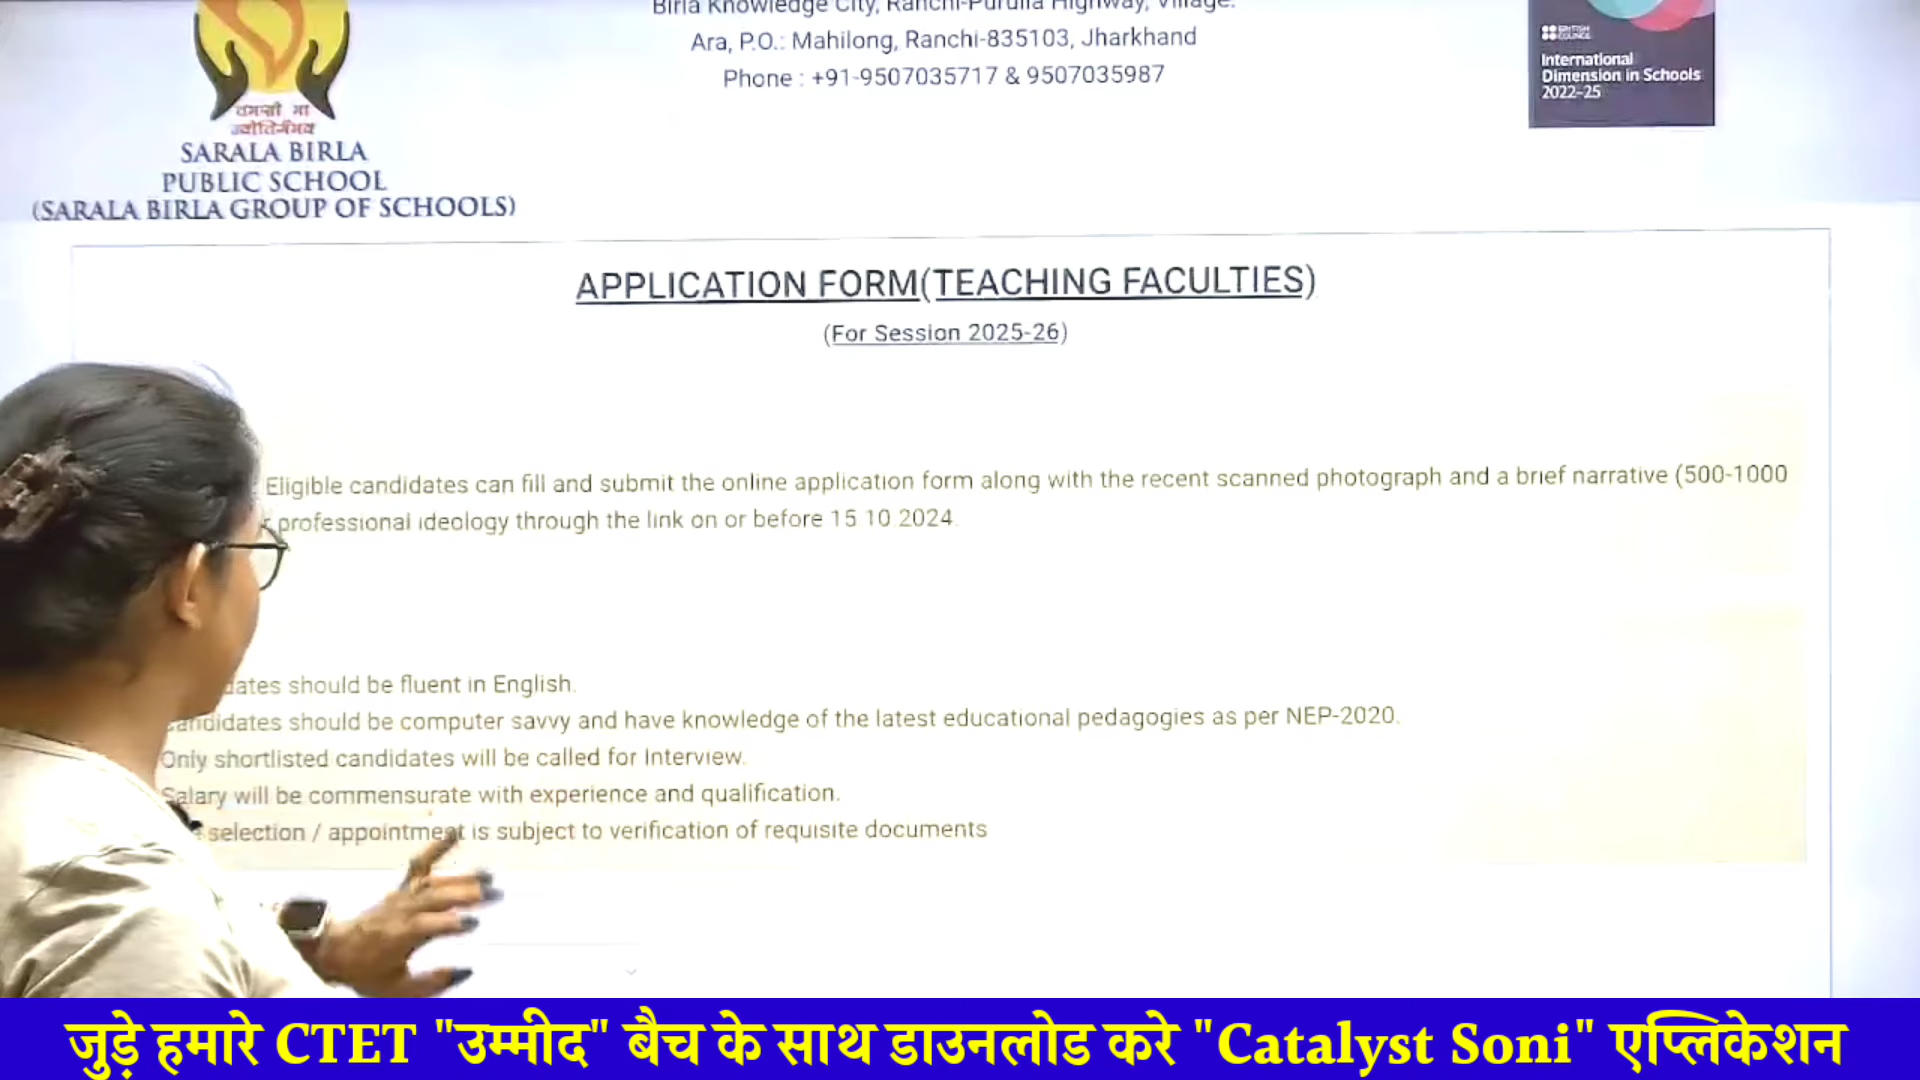 Birla Knowledge City, Ranchi-Purulia Highway, Village:
Ara, P.O.: Mahilong, Ranchi-835103, Jharkhand
Phone : +91-9507035717 & 9507035987
BRITISH
COUNCIL
International
Dimension in Schools
2022-25
तमसो मा
ज्योतिर्गमय
SARALA BIRLA
PUBLIC SCHOOL
(SARALA BIRLA GROUP OF SCHOOLS)
APPLICATION FORM(TEACHING FACULTIES)
(For Session 2025-26)
Eligible candidates can fill and submit the online application form along with the recent scanned photograph and a brief narrative (500-1000
professional ideology through the link on or before 15 10 2024.
dates should be fluent in English.
candidates should be computer savvy and have knowledge of the latest educational pedagogies as per NEP-2020.
Only shortlisted candidates will be called for Interview.
Salary will be commensurate with experience and qualification.
selection / appointment is subject to verification of requisite documents
जुड़े हमारे CTET "उम्मीद" बैच के साथ डाउनलोड करे "Catalyst Soni" एप्लिकेशन